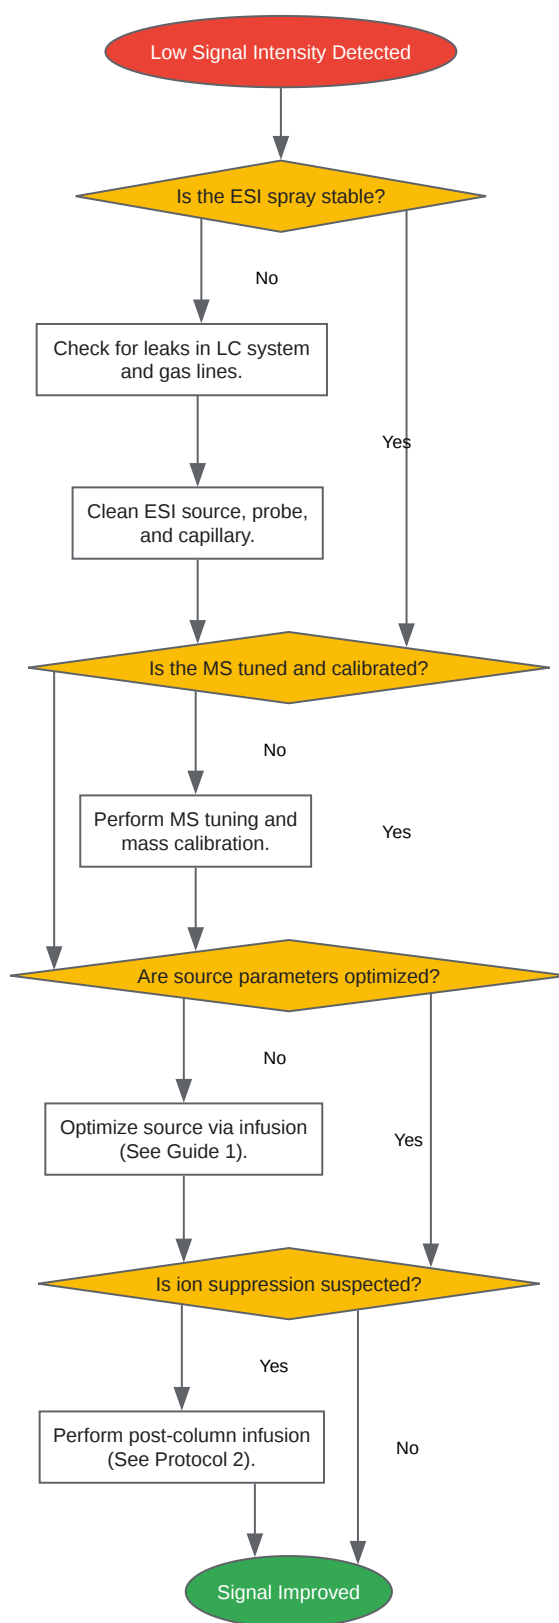 Low Signal Intensity Detected
Is the ESI spray stable?
No
Check for leaks in LC system
and gas lines.
Yes
Clean ESI source, probe,
and capillary.
Is the MS tuned and calibrated?
No
Perform MS tuning and
mass calibration.
Yes
Are source parameters optimized?
No
Optimize source via infusion
(See Guide 1).
Yes
Is ion suppression suspected?
Yes
Perform post-column infusion
(See Protocol 2).
No
Signal Improved